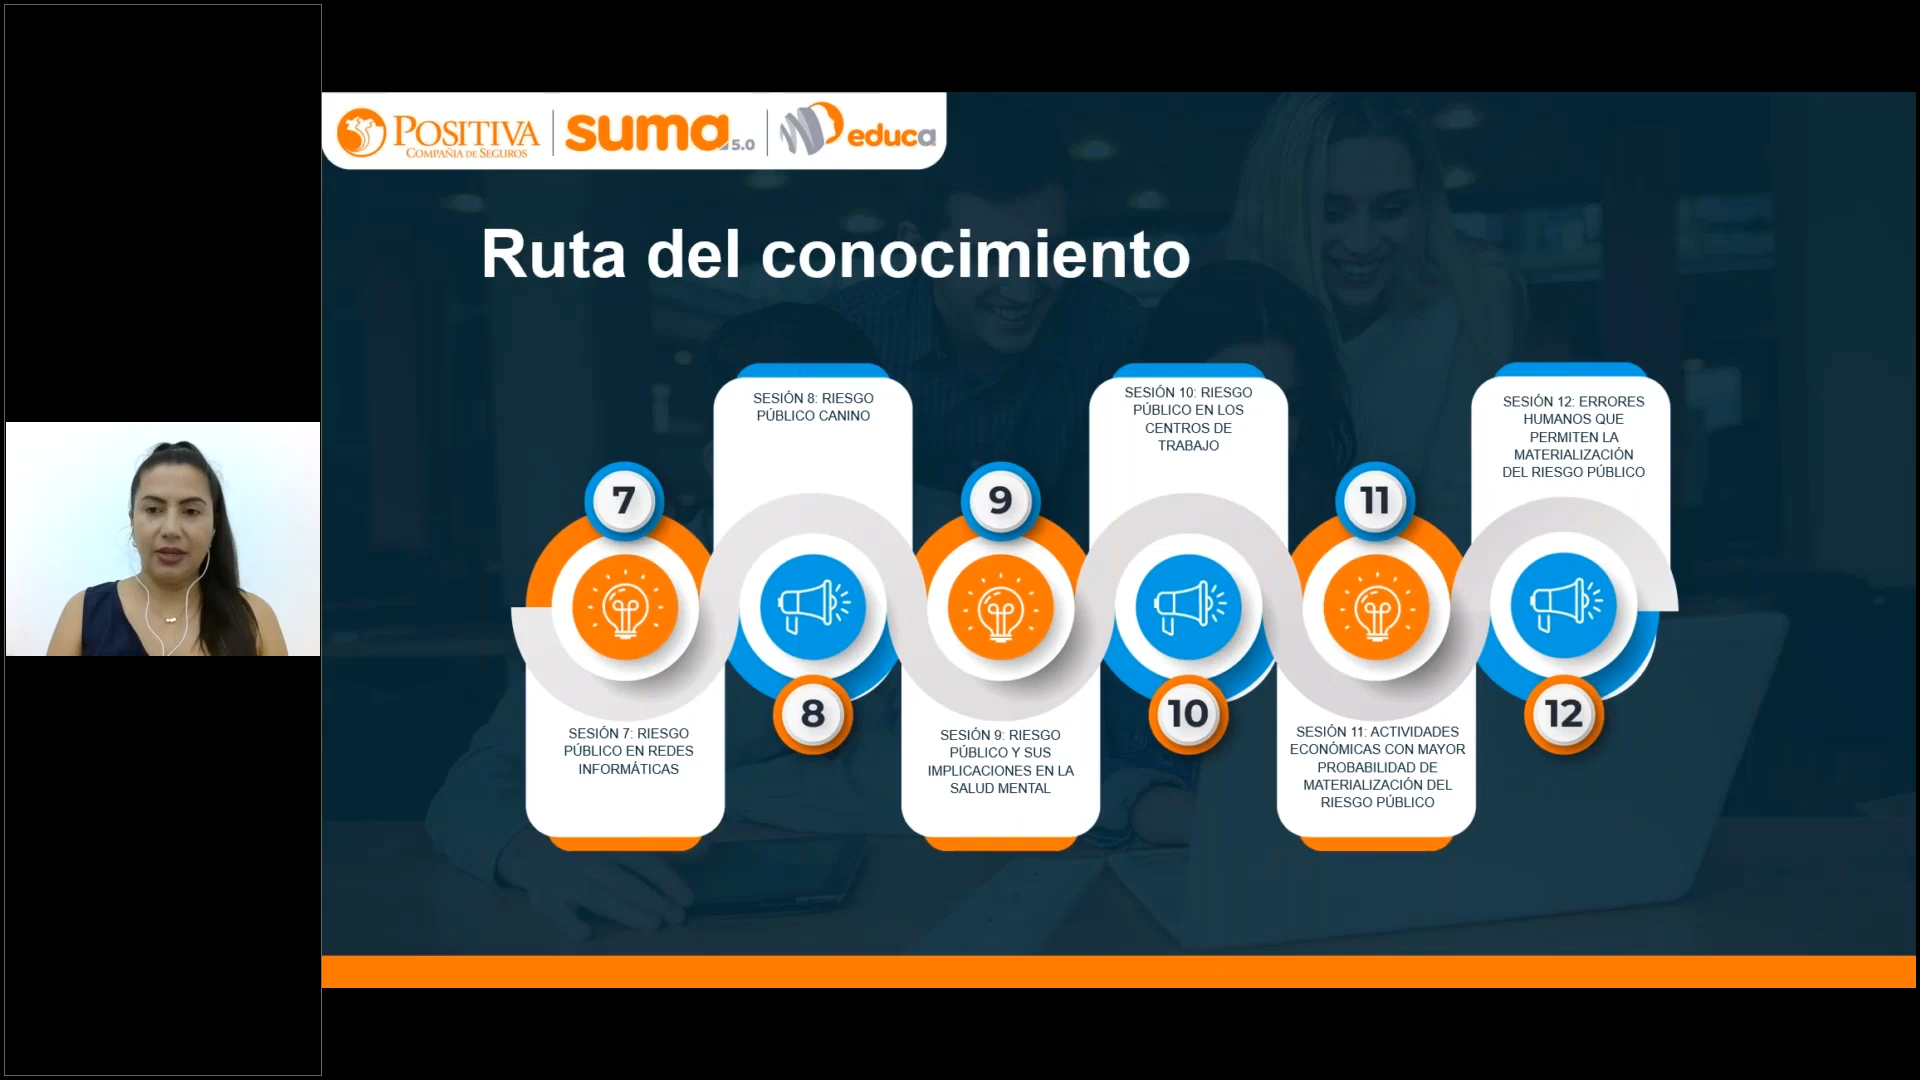 POSITIVA
COMPAÑIA DE SEGUROS
suma 5.0
educa
Ruta del conocimiento
7
SESIÓN 7: RIESGO
PÚBLICO EN REDES
INFORMÁTICAS
SESIÓN 8: RIESGO
PÚBLICO CANINO
8
9
SESIÓN 9: RIESGO
PÚBLICO Y SUS
IMPLICACIONES EN LA
SALUD MENTAL
SESIÓN 10: RIESGO
PÚBLICO EN LOS
CENTROS DE
TRABAJO
10
11
SESIÓN 11: ACTIVIDADES
ECONÓMICAS CON MAYOR
PROBABILIDAD DE
MATERIALIZACIÓN DEL
RIESGO PÚBLICO
SESIÓN 12: ERRORES
HUMANOS QUE
PERMITEN LA
MATERIALIZACIÓN
DEL RIESGO PÚBLICO
12